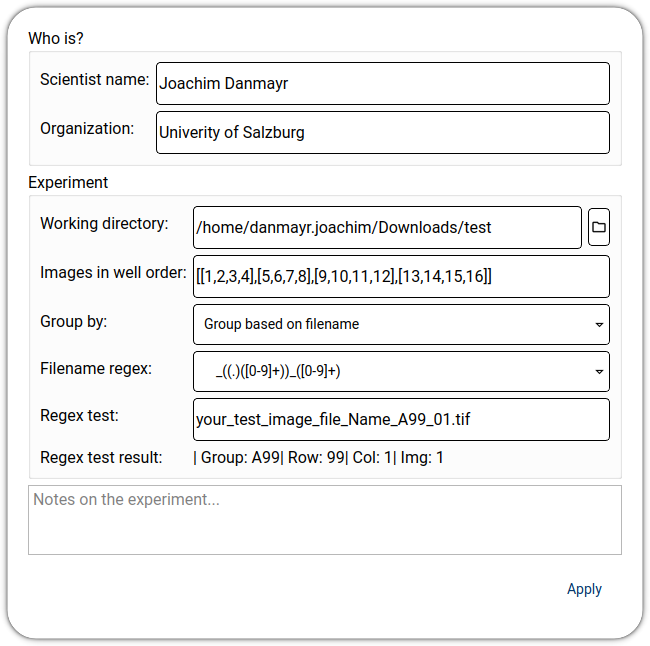 Who is?
Scientist name: Joachim Danmayr
Organization: Univerity of Salzburg
Experiment
Working directory: /home/danmayr.joachim/Downloads/test
Images in well order: [[1,2,3,4],[5,6,7,8],[9,10,11,12],[13,14,15,16]]
Group by: Group based on filename
Filename regex: _((.)([0-9]+))_([0-9]+)
Regex test: your_test_image_file_Name_A99_01.tif
Regex test result: | Group: A99| Row: 99| Col: 1| Img: 1
Notes on the experiment...
Apply